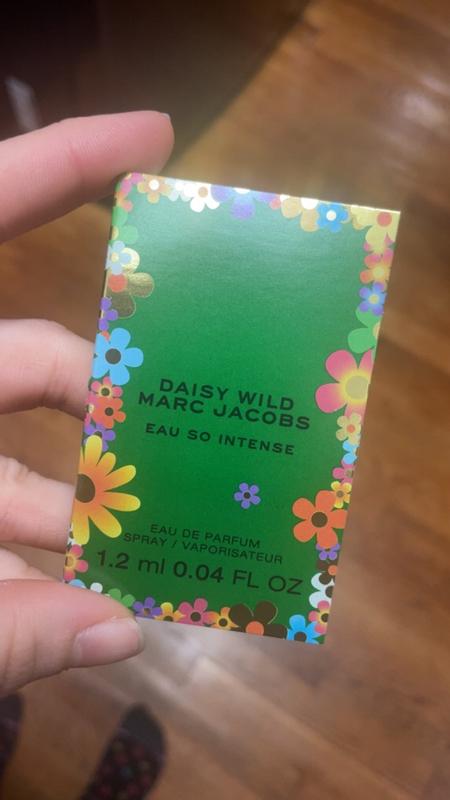 DAISY WILD
MARC JACOBS
EAU SO INTENSE
EAU DE PARFUM
SPRAY / VAPORISATEUR
1.2 ml 0.04 FL OZ